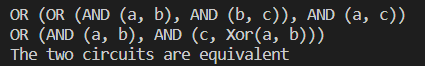 OR (OR (AND (a, b), AND (b, c)), AND (a, c))
OR (AND (a, b), AND (c, Xor(a, b)))
The two circuits are equivalent